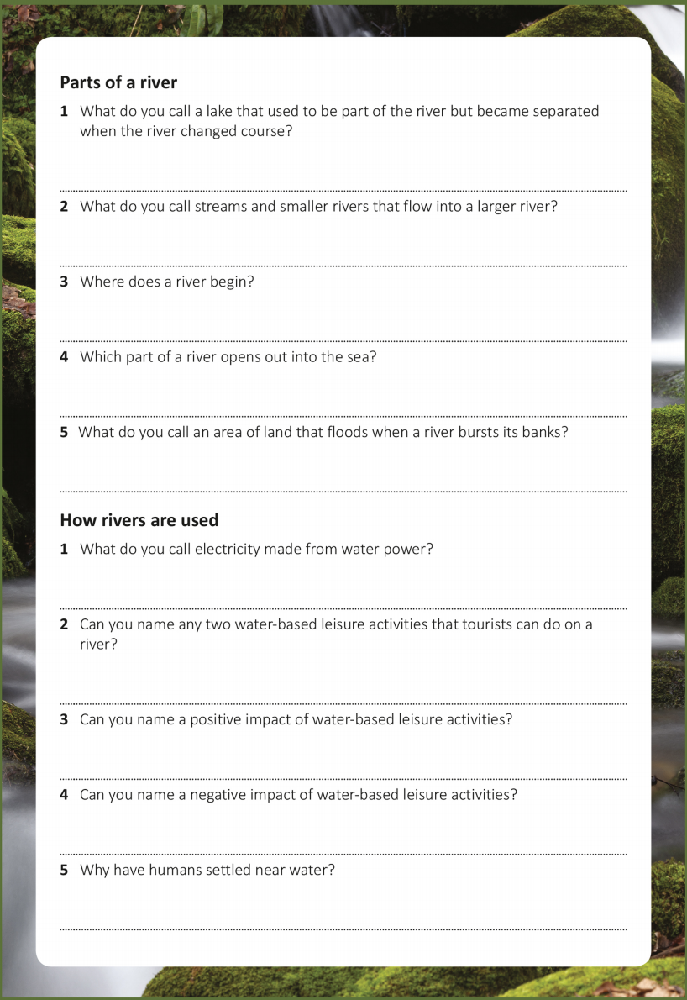 Parts of a river
1 What do you call a lake that used to be part of the river but became separated
when the river changed course?
2 What do you call streams and smaller rivers that flow into a larger river?
3 Where does a river begin?
4 Which part of a river opens out into the sea?
5 What do you call an area of land that floods when a river bursts its banks?
How rivers are used
1 What do you call electricity made from water power?
2 Can you name any two water-based leisure activities that tourists can do on a
river?
3 Can you name a positive impact of water-based leisure activities?
4 Can you name a negative impact of water-based leisure activities?
5 Why have humans settled near water?